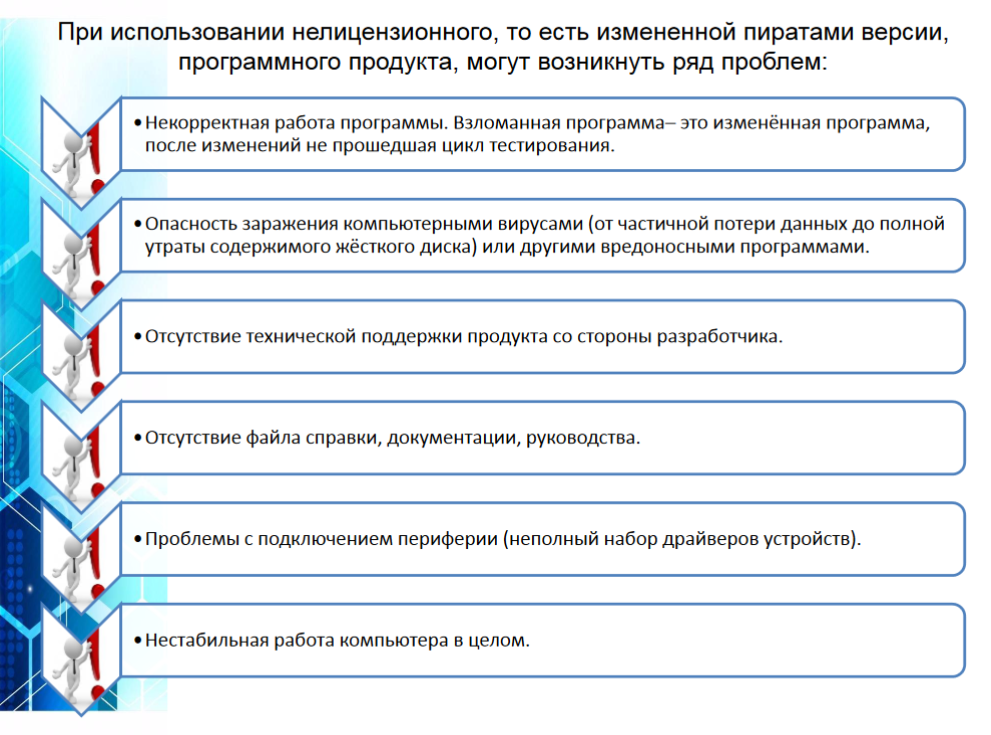 При использовании нелицензионного, то есть измененной пиратами версии,
программного продукта, могут возникнуть ряд проблем:
•Некорректная работа программы. Взломанная программа– это изменённая программа,
после изменений не прошедшая цикл тестирования.
•Опасность заражения компьютерными вирусами (от частичной потери данных до полной
утраты содержимого жёсткого диска) или другими вредоносными программами.
•Отсутствие технической поддержки продукта со стороны разработчика.
•Отсутствие файла справки, документации, руководства.
•Проблемы с подключением периферии (неполный набор драйверов устройств).
•Нестабильная работа компьютера в целом.